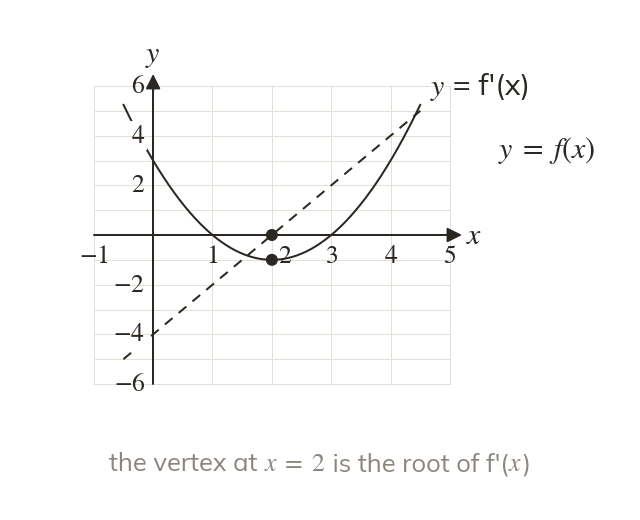 y
6
y = f'(x)
4
y = f(x)
2
x
−1 1 2 3 4 5
−2
−4
−6
the vertex at x = 2 is the root of f'(x)